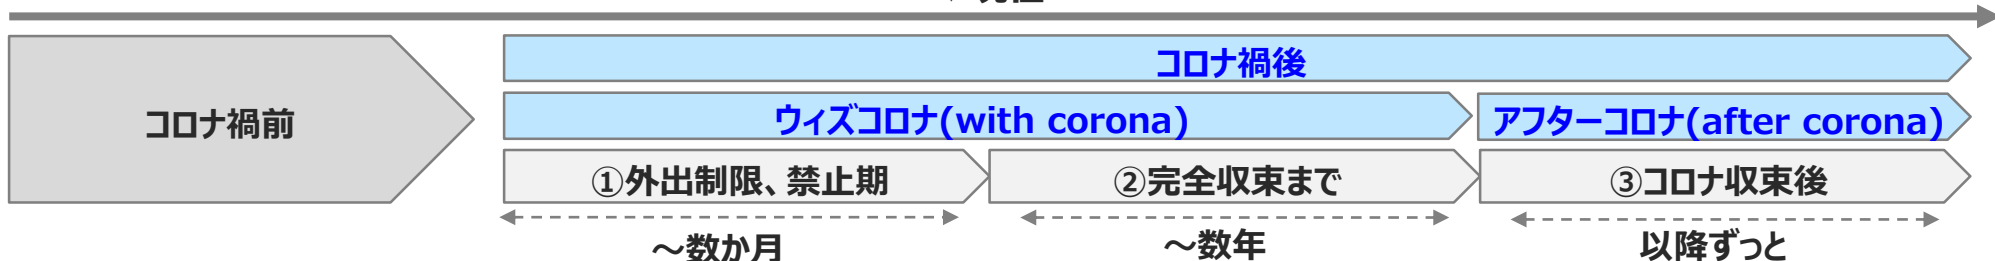 コロナ禍後
コロナ禍前
ウィズコロナ(with corona)
アフターコロナ(after corona)
①外出制限、禁止期
②完全収束まで
③コロナ収束後
～数か月
～数年
以降ずっと